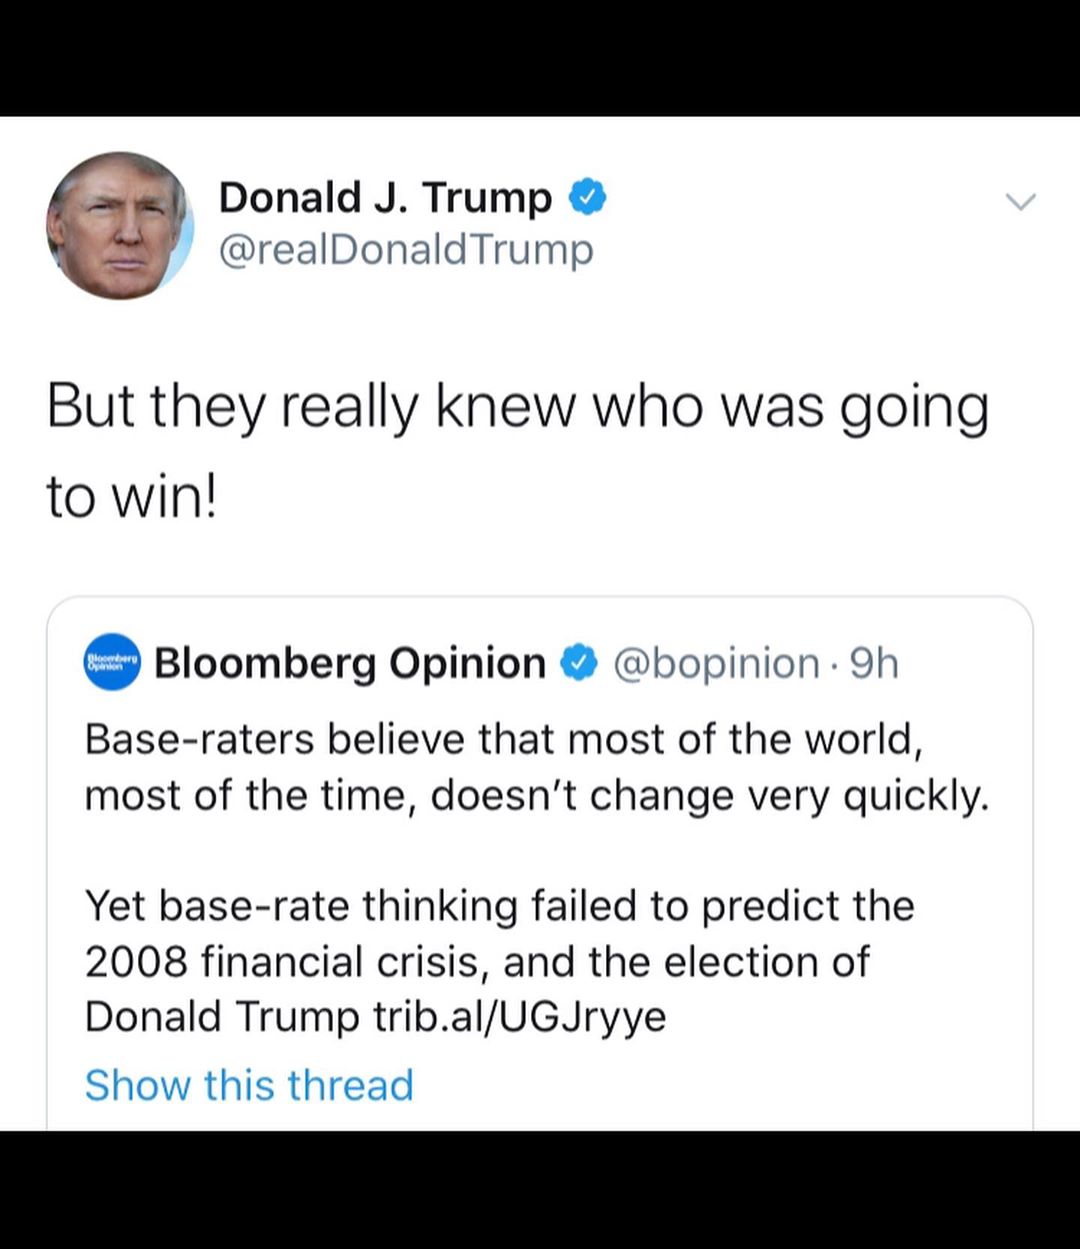 Donald J. Trump
@realDonaldTrump
But they really knew who was going
to win!
Bloomberg
Opinion
Bloomberg Opinion @bopinion · 9h
Base-raters believe that most of the world,
most of the time, doesn’t change very quickly.
Yet base-rate thinking failed to predict the
2008 financial crisis, and the election of
Donald Trump trib.al/UGJryye
Show this thread